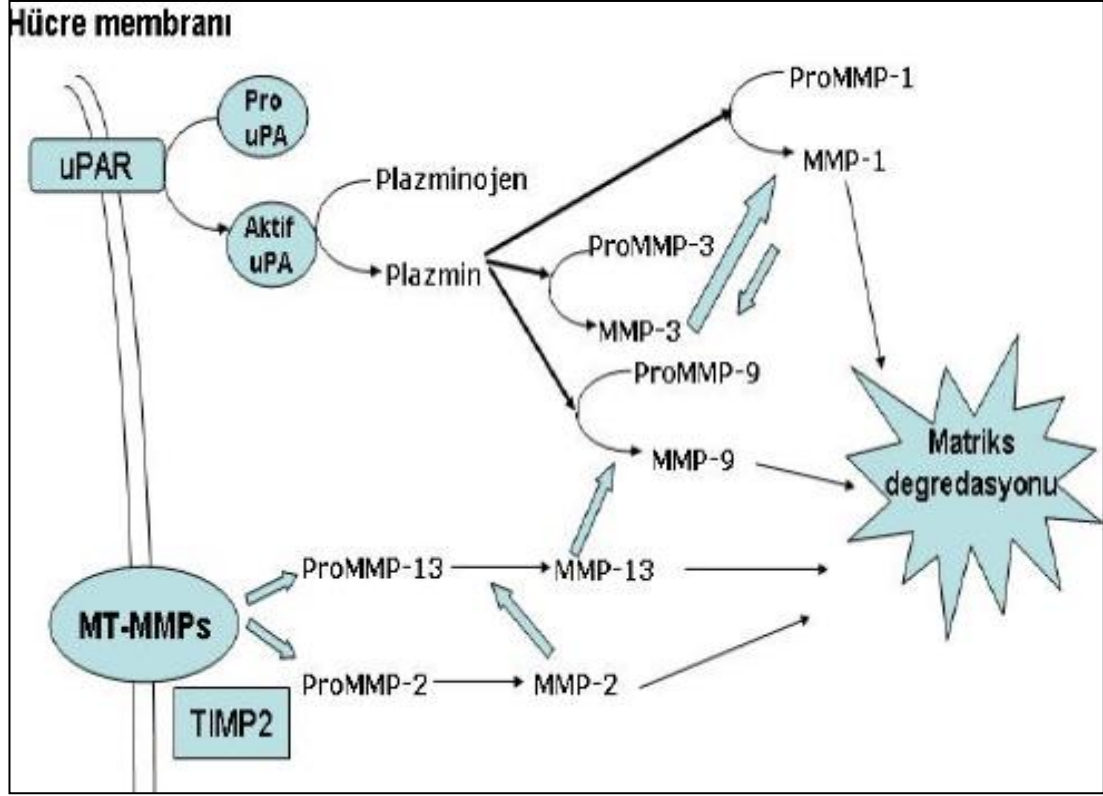 Hücre membranı
Pro
uPA
uPAR
Aktif
uPA
Plazminojen
Plazmin
ProMMP-1
MMP-1
ProMMP-3
MMP-3
ProMMP-9
MMP-9
Matriks
degredasyonu
ProMMP-13
MMP-13
MT-MMPs
ProMMP-2
MMP-2
TIMP2